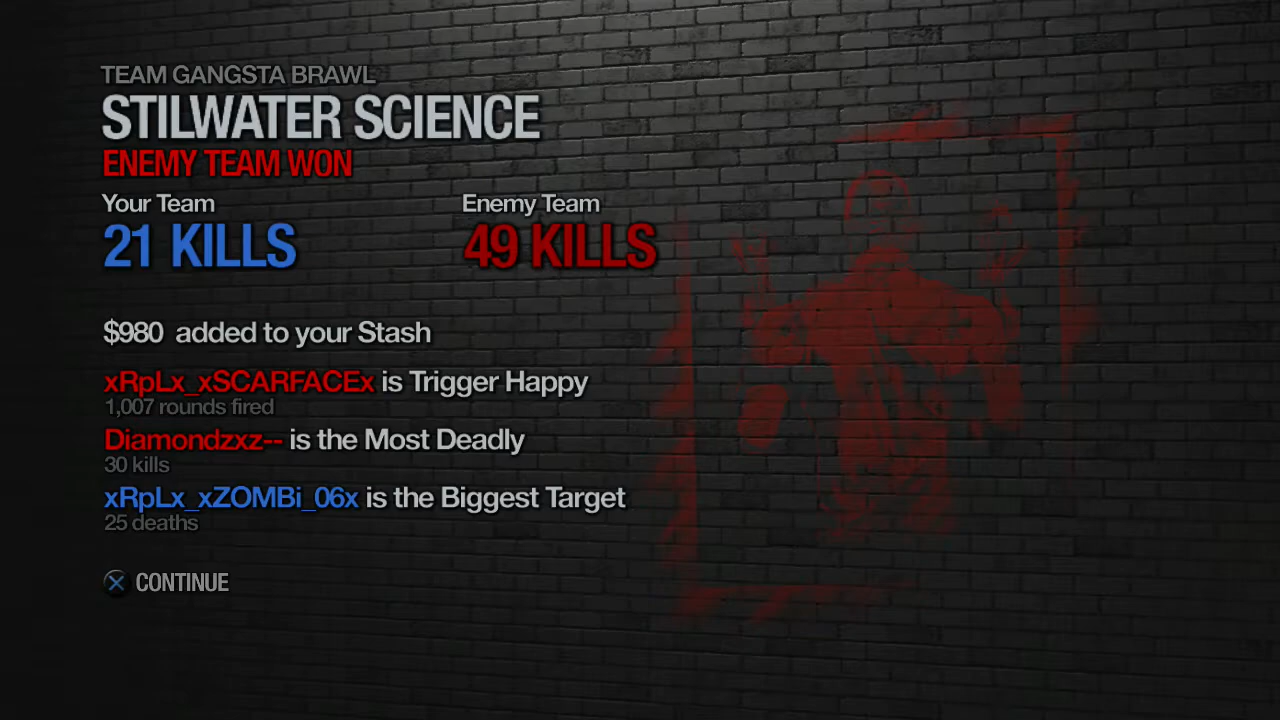 TEAM GANGSTA BRAWL
STILWATER SCIENCE
ENEMY TEAM WON
Your Team Enemy Team
21 KILLS 49 KILLS
$980 added to your Stash
xRpLx_xSCARFACEx is Trigger Happy
1,007 rounds fired
Diamondzxz-- is the Most Deadly
30 kills
xRpLx_xZOMBi_06x is the Biggest Target
25 deaths
CONTINUE